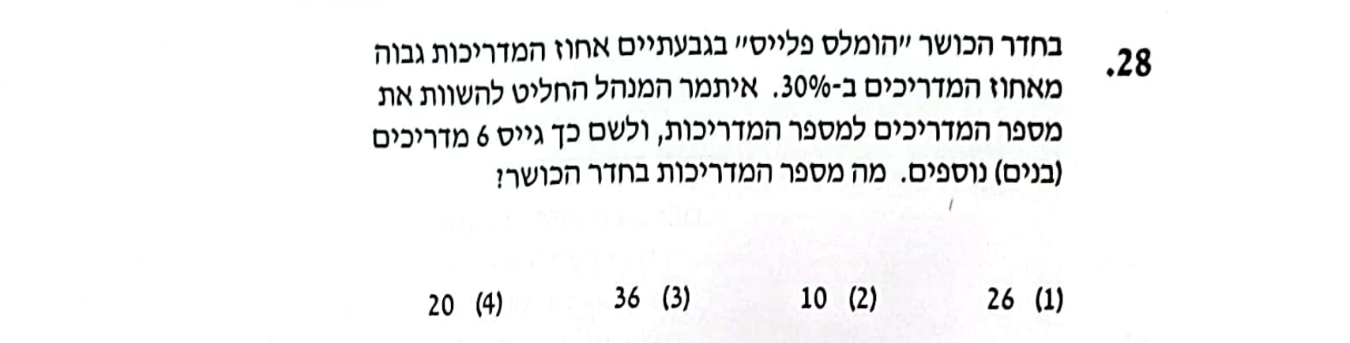 28. בחדר הכושר "הומלס פלייס" בגבעתיים אחוז המדריכות גבוה
מאחוז המדריכים ב-30%. איתמר המנהל החליט להשוות את
מספר המדריכים למספר המדריכות, ולשם כך גייס 6 מדריכים
(בנים) נוספים. מה מספר המדריכות בחדר הכושר?
(1) 26 (2) 10 (3) 36 (4) 20